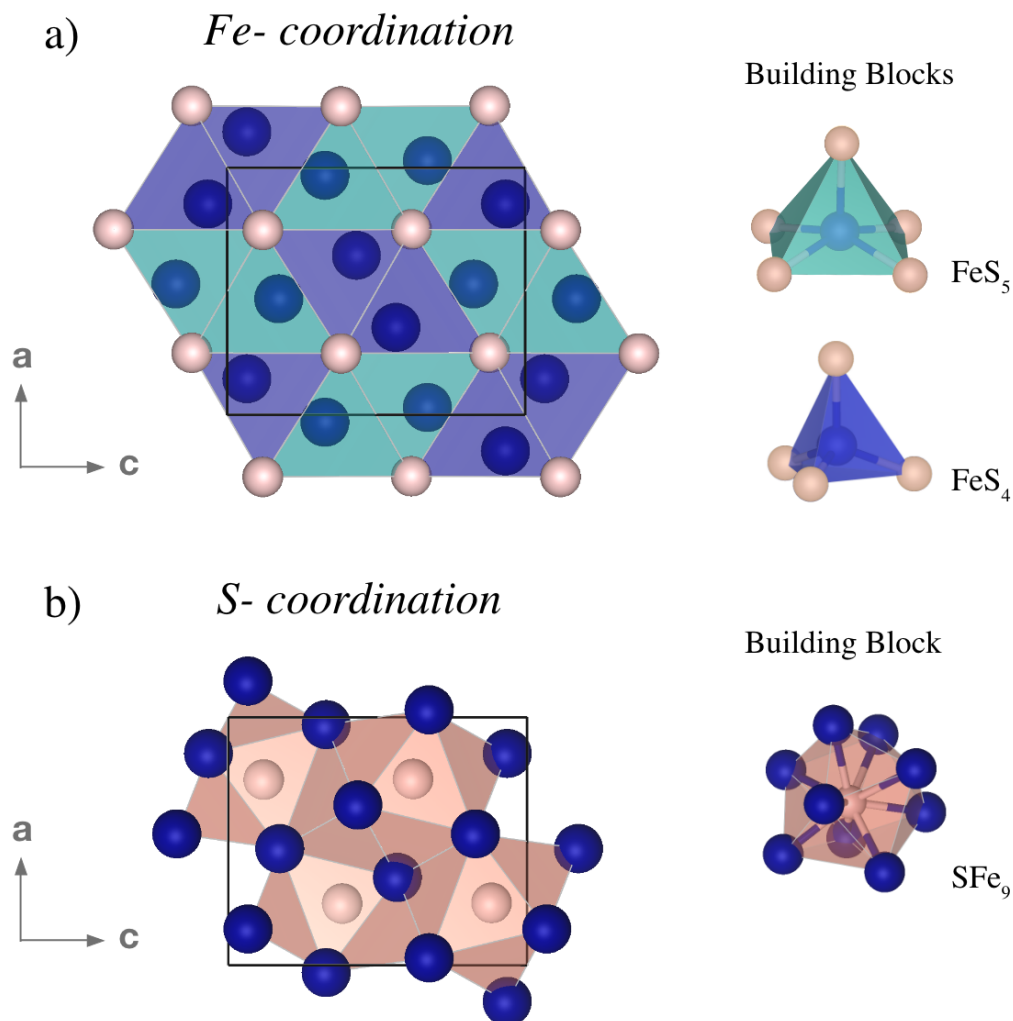 a) Fe- coordination
Building Blocks
FeS5
FeS4
a
c
b) S- coordination
Building Block
SFe9
a
c